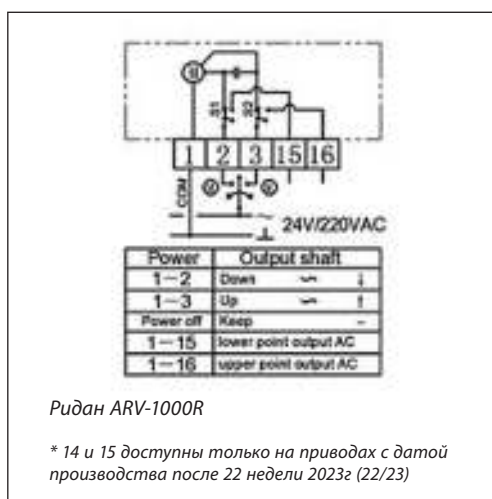 S1 S2
1 2 3 15 16
COM
~ 24V/220VAC
Power Output shaft
1~2 Down ↓
1~3 Up ↑
Power off Keep –
1~15 lower point output AC
1~16 upper point output AC
Ридан ARV-1000R
* 14 и 15 доступны только на приводах с датой
производства после 22 недели 2023г (22/23)